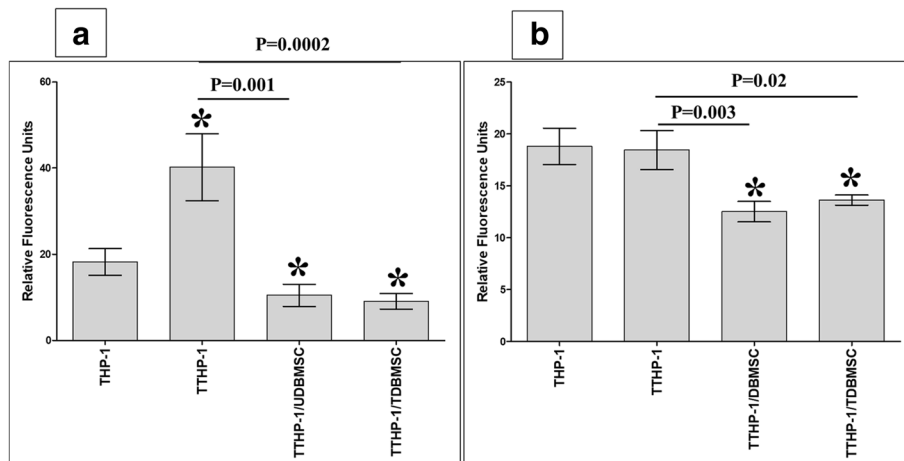 a
P=0.0002
P=0.001
Relative Fluorescence Units
60
40
20
0
*
*
*
THP-1
TTHP-1
TTHP-1/UDBMSC
TTHP-1/TDBMSC
b
P=0.02
P=0.003
Relative Fluorescence Units
25
20
15
10
5
0
*
*
THP-1
TTHP-1
TTHP-1/DBMSC
TTHP-1/TDBMSC